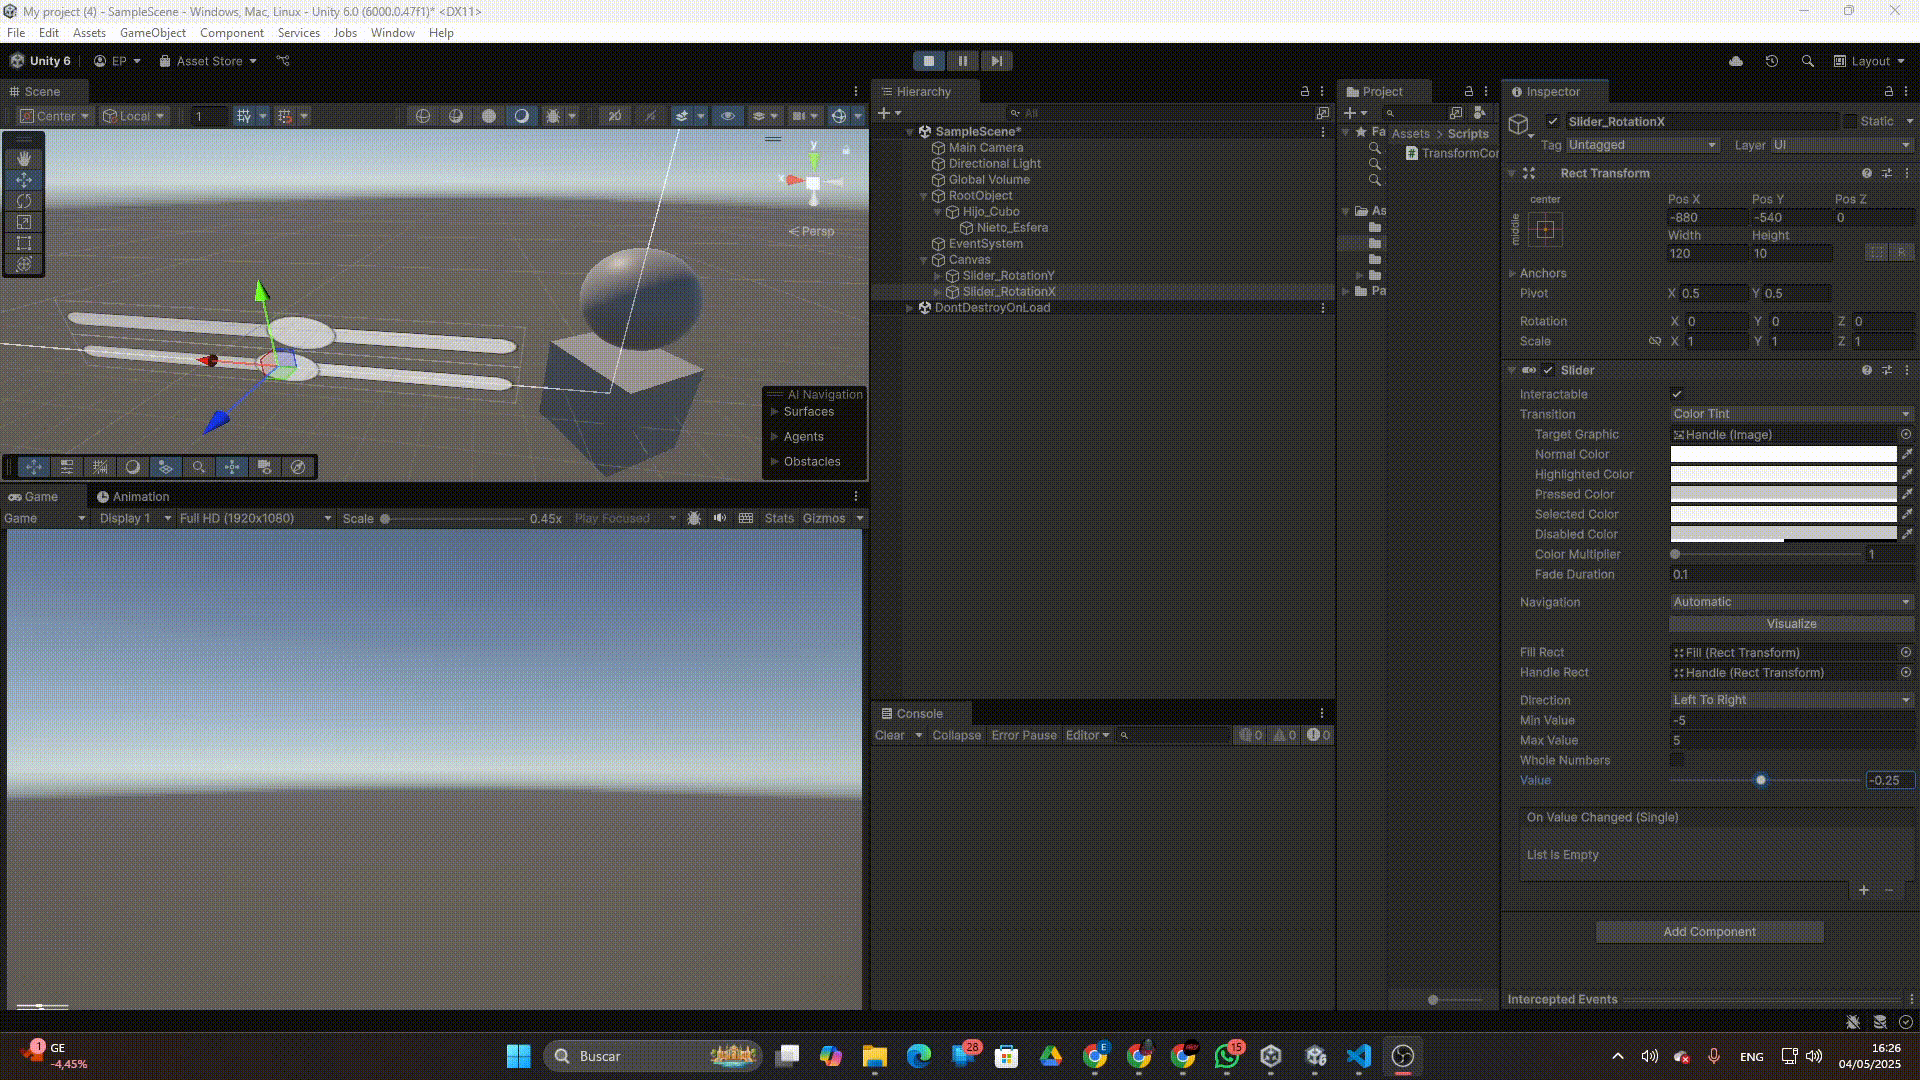 My project (4) - SampleScene - Windows, Mac, Linux - Unity 6.0 (6000.0.47f1)* <DX11>
File Edit Assets GameObject Component Services Jobs Window Help
Unity 6 EP Asset Store Layout
Scene
Center Local 1 2D
y
x
Persp
AI Navigation
Surfaces
Agents
Obstacles
Game Animation
Game Display 1 Full HD (1920x1080) Scale 0.45x Play Focused Stats Gizmos
Hierarchy
All
SampleScene*
Main Camera
Directional Light
Global Volume
RootObject
Hijo_Cubo
Nieto_Esfera
EventSystem
Canvas
Slider_RotationY
Slider_RotationX
DontDestroyOnLoad
Console
Clear Collapse Error Pause Editor 0 0 0
Project
Fa
As
Pa
Assets > Scripts
TransformCor
Inspector
Slider_RotationX Static
Tag Untagged Layer UI
Rect Transform
center
middle
Pos X Pos Y Pos Z
-880 -540 0
Width Height
120 10
R
Anchors
Pivot X 0.5 Y 0.5
Rotation X 0 Y 0 Z 0
Scale X 1 Y 1 Z 1
Slider
Interactable
Transition Color Tint
Target Graphic Handle (Image)
Normal Color
Highlighted Color
Pressed Color
Selected Color
Disabled Color
Color Multiplier 1
Fade Duration 0.1
Navigation Automatic
Visualize
Fill Rect Fill (Rect Transform)
Handle Rect Handle (Rect Transform)
Direction Left To Right
Min Value -5
Max Value 5
Whole Numbers
Value -0.25
On Value Changed (Single)
List Is Empty
+ -
Add Component
Intercepted Events
1 GE
-4,45%
Buscar
28
E
15
ENG
16:26
04/05/2025